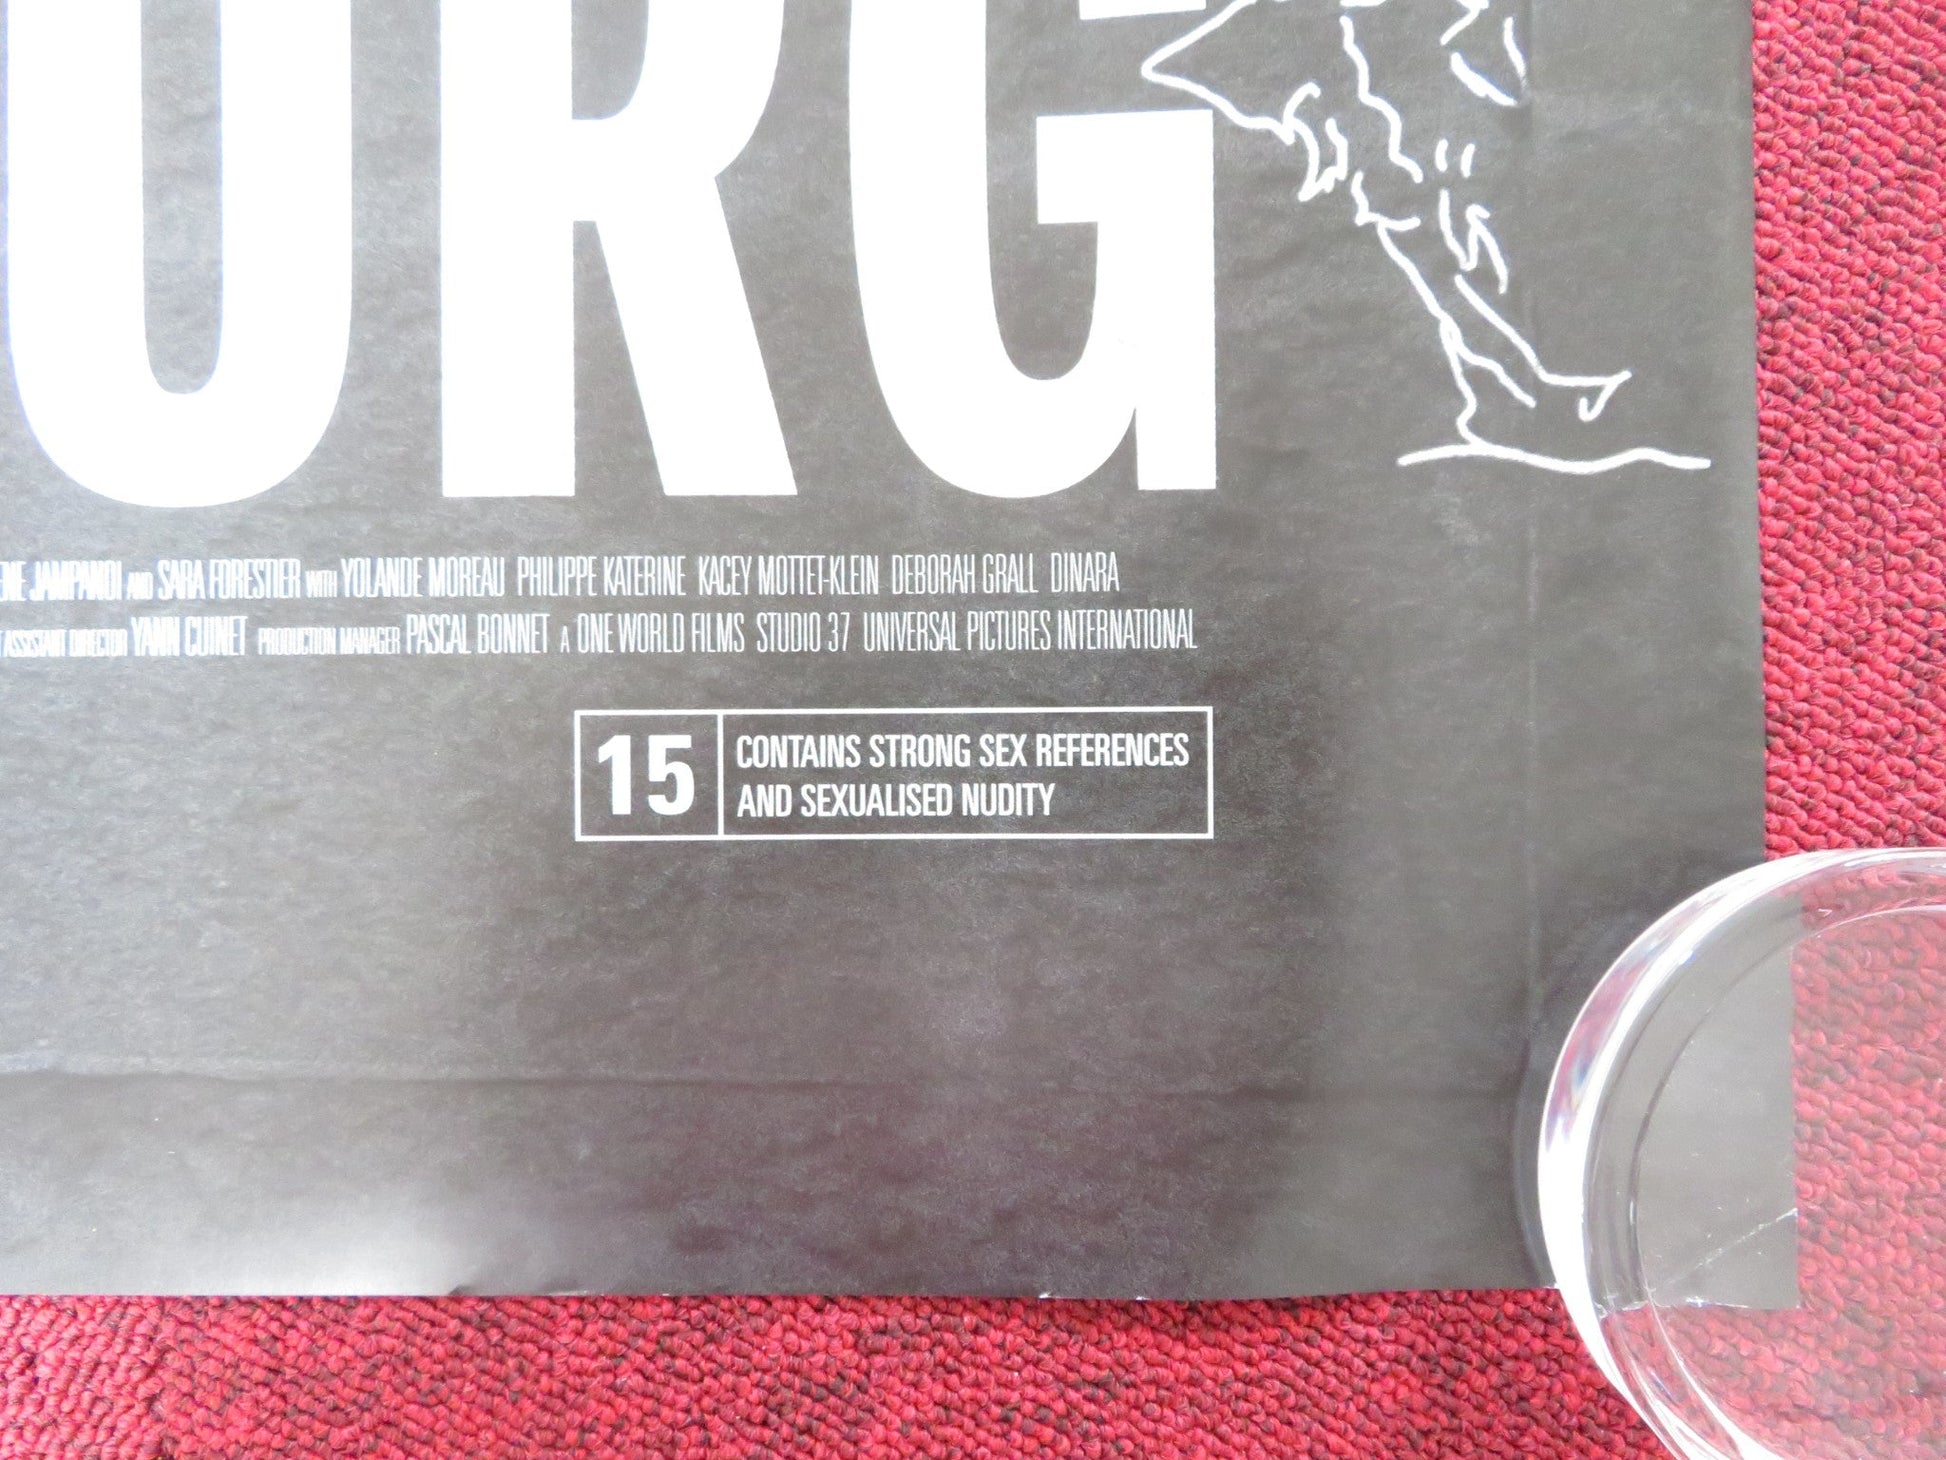 URG
JAMPANOI AND SARA FORESTIER WITH YOLANDE MOREAU PHILIPPE KATERINE KACEY MOTTET-KLEIN DEBORAH GRALL DINARA
ASSISTANT DIRECTOR YANN CUINET PRODUCTION MANAGER PASCAL BONNET A ONE WORLD FILMS STUDIO 37 UNIVERSAL PICTURES INTERNATIONAL
15 CONTAINS STRONG SEX REFERENCES
AND SEXUALISED NUDITY